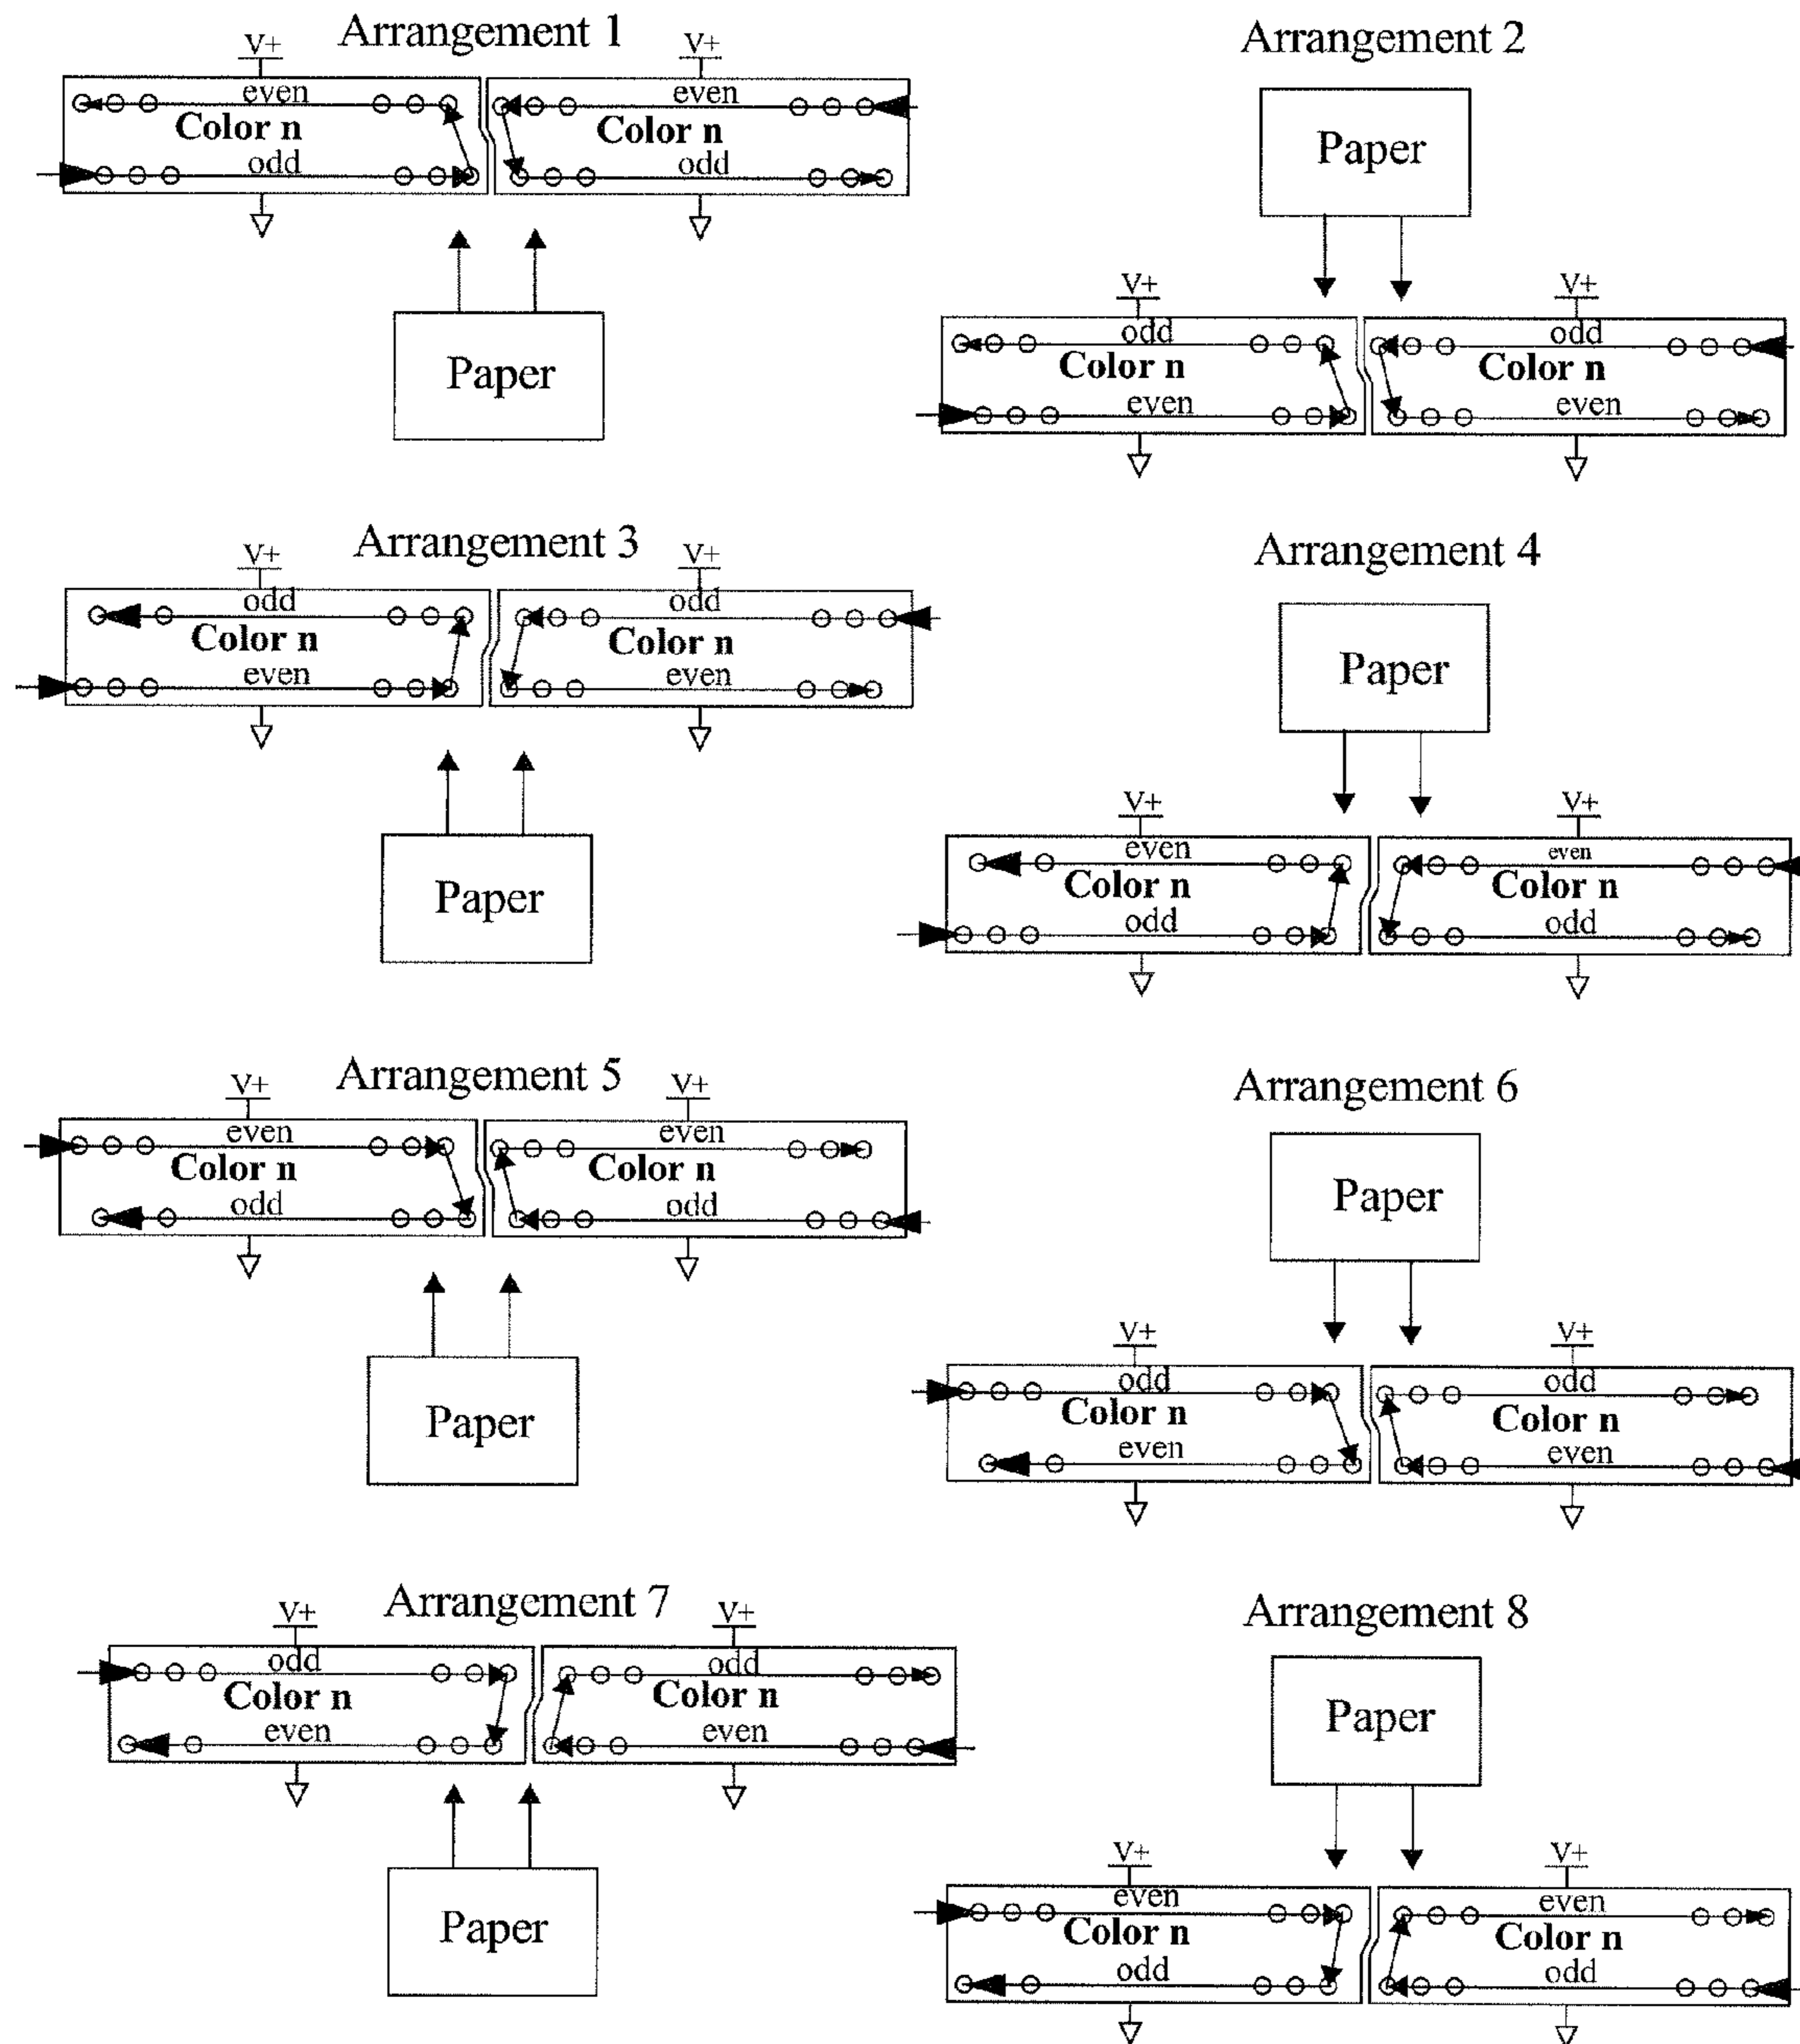 Arrangement 1
V+ V+
even even
Color n Color n
odd odd
Paper
Arrangement 2
Paper
V+ V+
odd odd
Color n Color n
even even
Arrangement 3
V+ V+
odd odd
Color n Color n
even even
Paper
Arrangement 4
Paper
V+ V+
even even
Color n Color n
odd odd
Arrangement 5
V+ V+
even even
Color n Color n
odd odd
Paper
Arrangement 6
Paper
V+ V+
odd odd
Color n Color n
even even
Arrangement 7
V+ V+
odd odd
Color n Color n
even even
Paper
Arrangement 8
Paper
V+ V+
even even
Color n Color n
odd odd